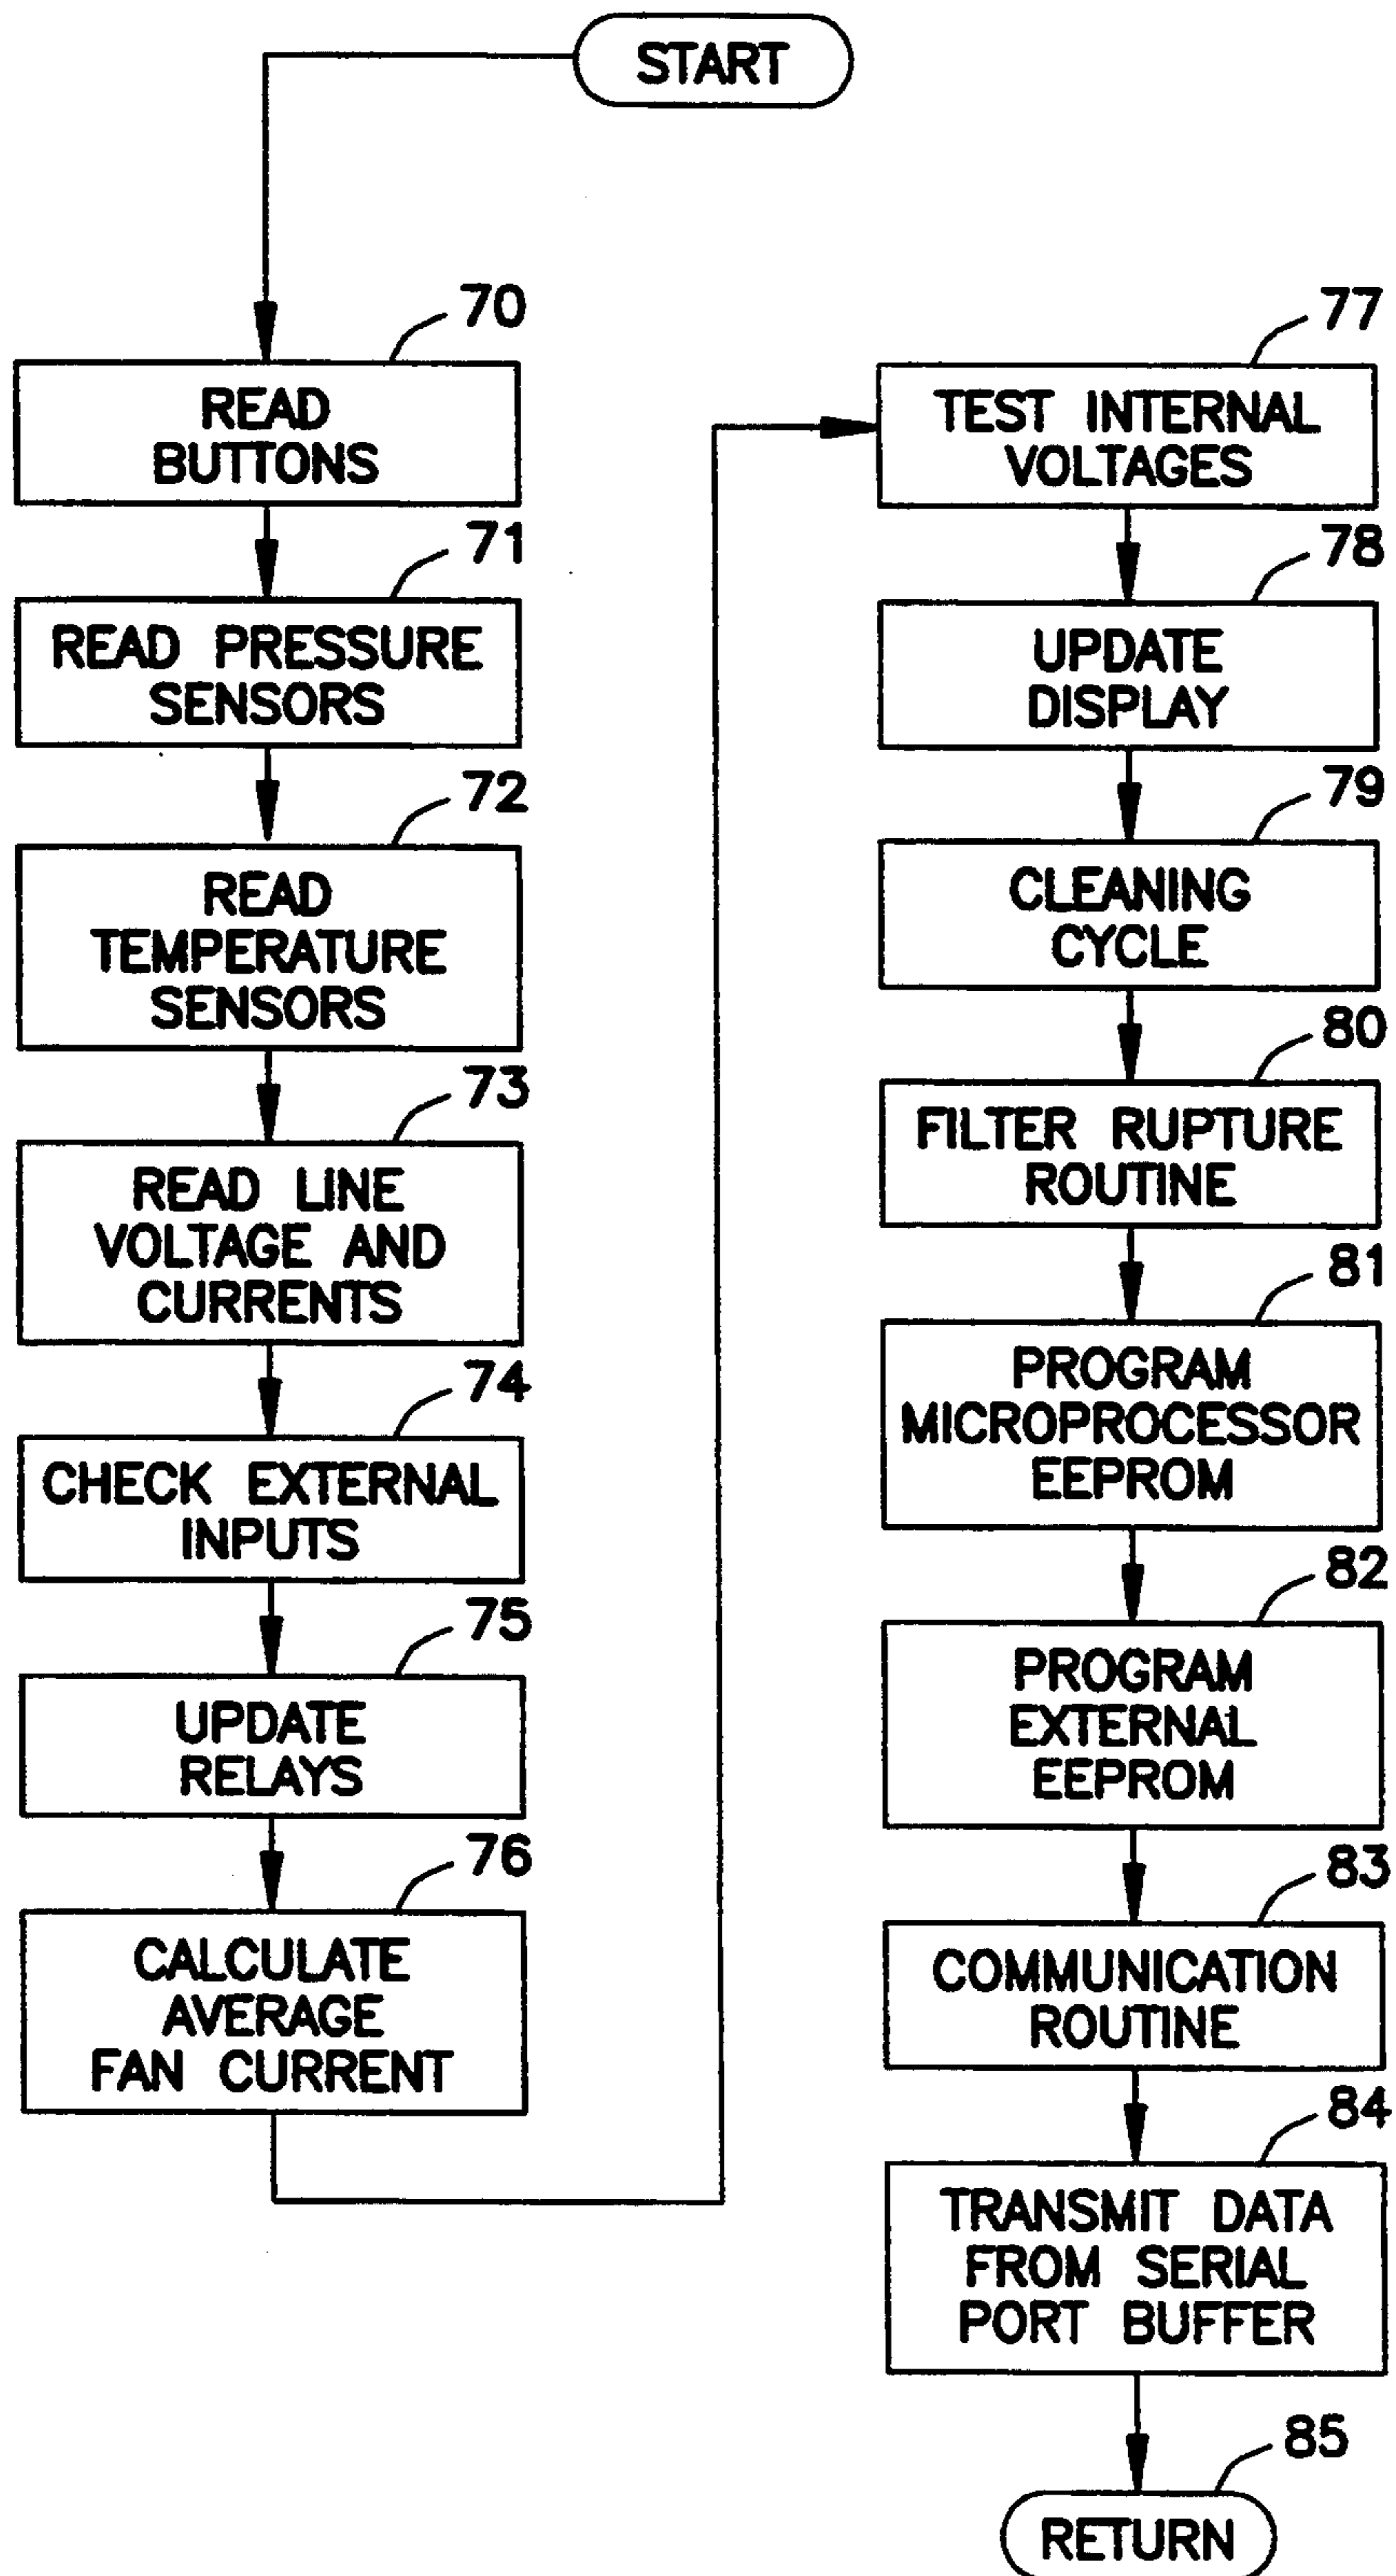 START
70
READ
BUTTONS
71
READ PRESSURE
SENSORS
72
READ
TEMPERATURE
SENSORS
73
READ LINE
VOLTAGE AND
CURRENTS
74
CHECK EXTERNAL
INPUTS
75
UPDATE
RELAYS
76
CALCULATE
AVERAGE
FAN CURRENT
77
TEST INTERNAL
VOLTAGES
78
UPDATE
DISPLAY
79
CLEANING
CYCLE
80
FILTER RUPTURE
ROUTINE
81
PROGRAM
MICROPROCESSOR
EEPROM
82
PROGRAM
EXTERNAL
EEPROM
83
COMMUNICATION
ROUTINE
84
TRANSMIT DATA
FROM SERIAL
PORT BUFFER
85
RETURN